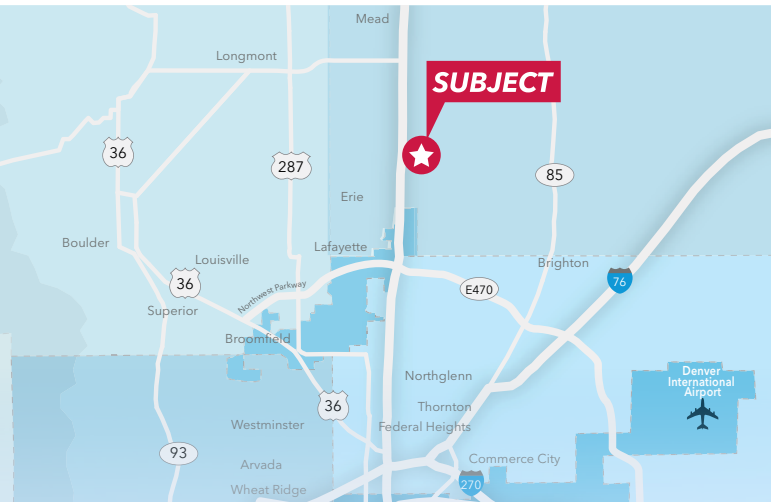 Mead
Longmont
SUBJECT
36
287
85
Erie
Boulder
Lafayette
Louisville
Brighton
36
76
Northwest Parkway
E470
Superior
Broomfield
Northglenn
Denver
International
Airport
36
Thornton
Westminster
Federal Heights
93
Commerce City
Arvada
270
Wheat Ridge